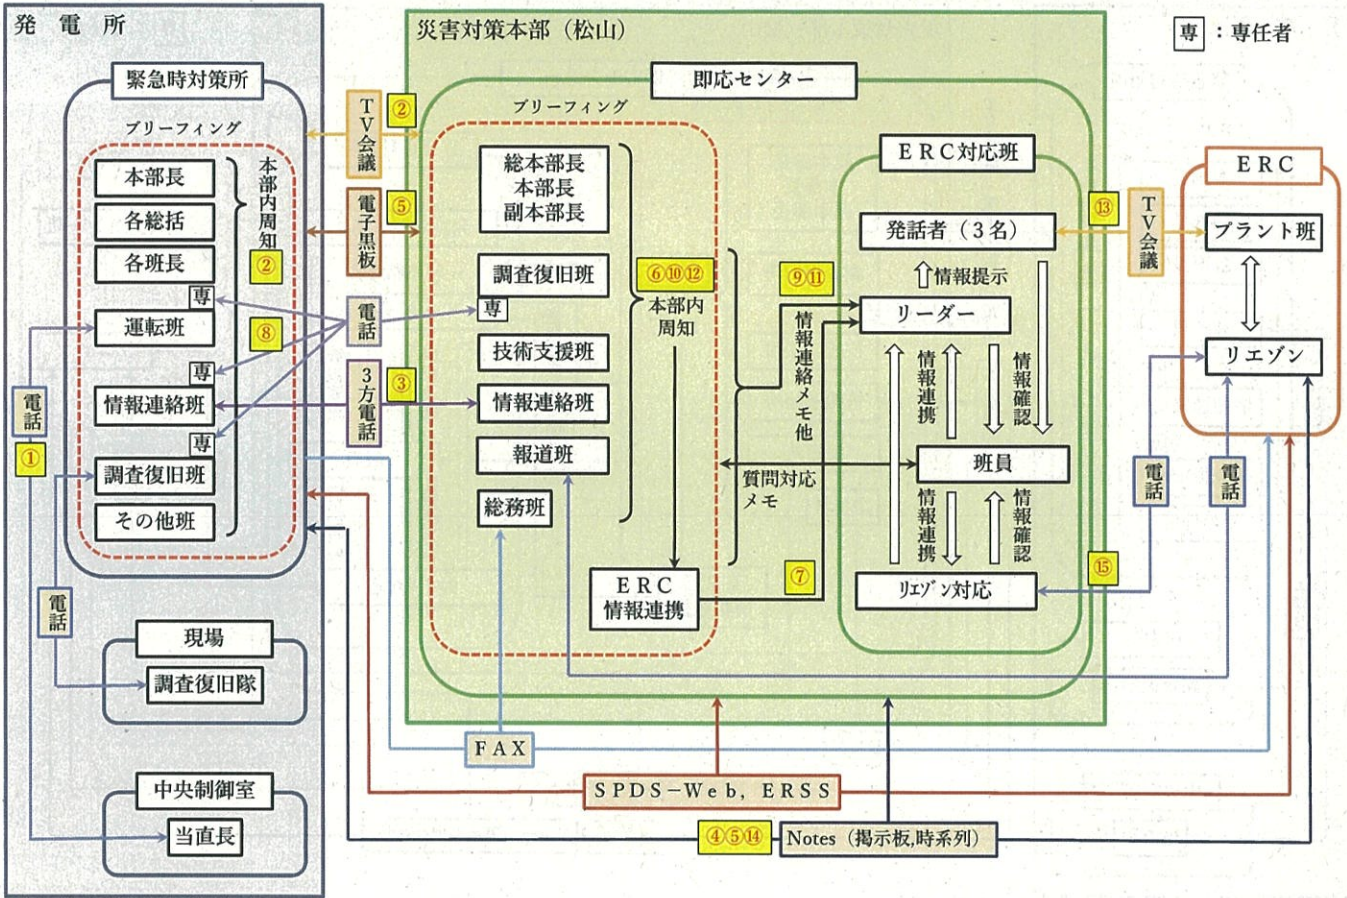 発電所
緊急時対策所
ブリーフィング
本部長
各総括
各班長
専
運転班
専
情報連絡班
専
調査復旧班
その他班
本部内周知
②
⑧
電話
①
電話
現場
調査復旧隊
中央制御室
当直長
TV会議
②
電子黒板
⑤
電話
3方電話
③
災害対策本部（松山）
即応センター
ブリーフィング
総本部長
本部長
副本部長
調査復旧班
専
技術支援班
情報連絡班
報道班
総務班
⑥⑩⑫
本部内
周知
ERC
情報連携
⑨⑪
情報連絡メモ他
質問対応
メモ
⑦
ERC対応班
発話者（3名）
情報提示
リーダー
情報連携
情報確認
班員
情報連携
情報確認
リエゾン対応
⑬
TV会議
⑮
電話
電話
専：専任者
ERC
プラント班
リエゾン
FAX
SPDS－Web，ERSS
④⑤⑭
Notes（掲示板,時系列）